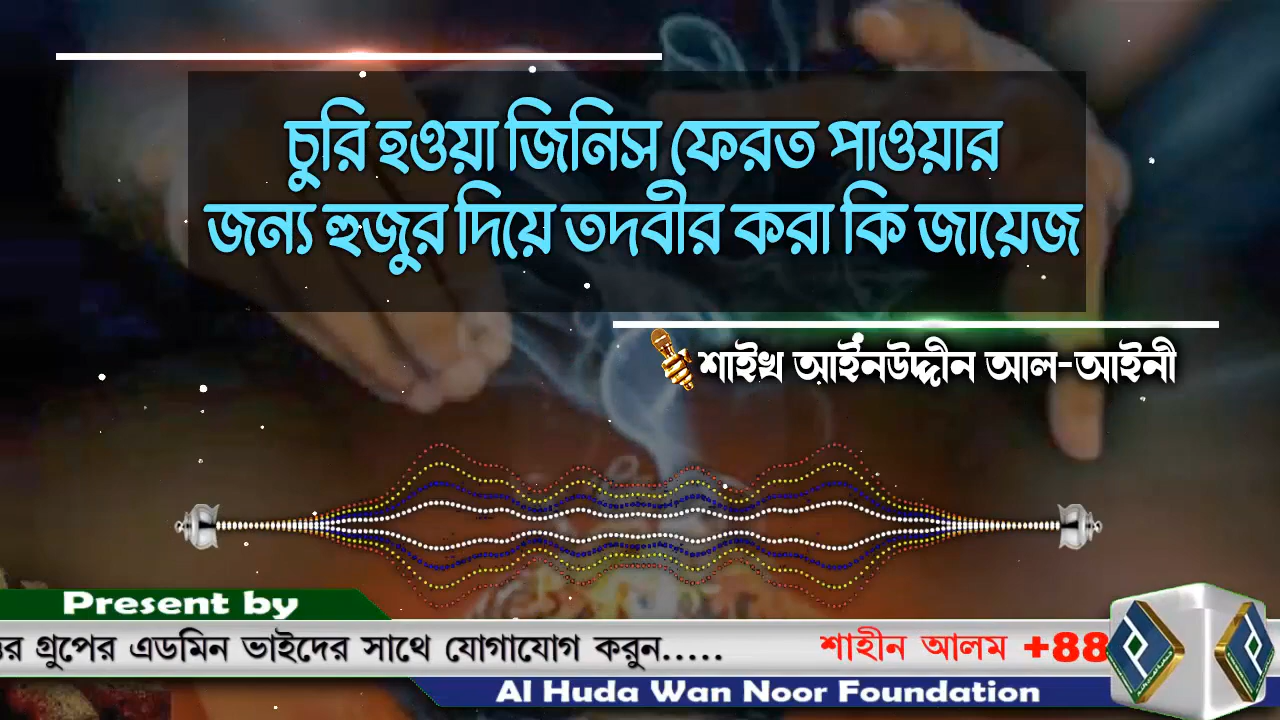 চুরি হওয়া জিনিস ফেরত পাওয়ার
জন্য হুজুর দিয়ে তদবীর করা কি জায়েজ
শাইখ আইনউদ্দীন আল-আইনী
Present by
গ্রুপের এডমিন ভাইদের সাথে যোগাযোগ করুন..... শাহীন আলম +88
Al Huda Wan Noor Foundation